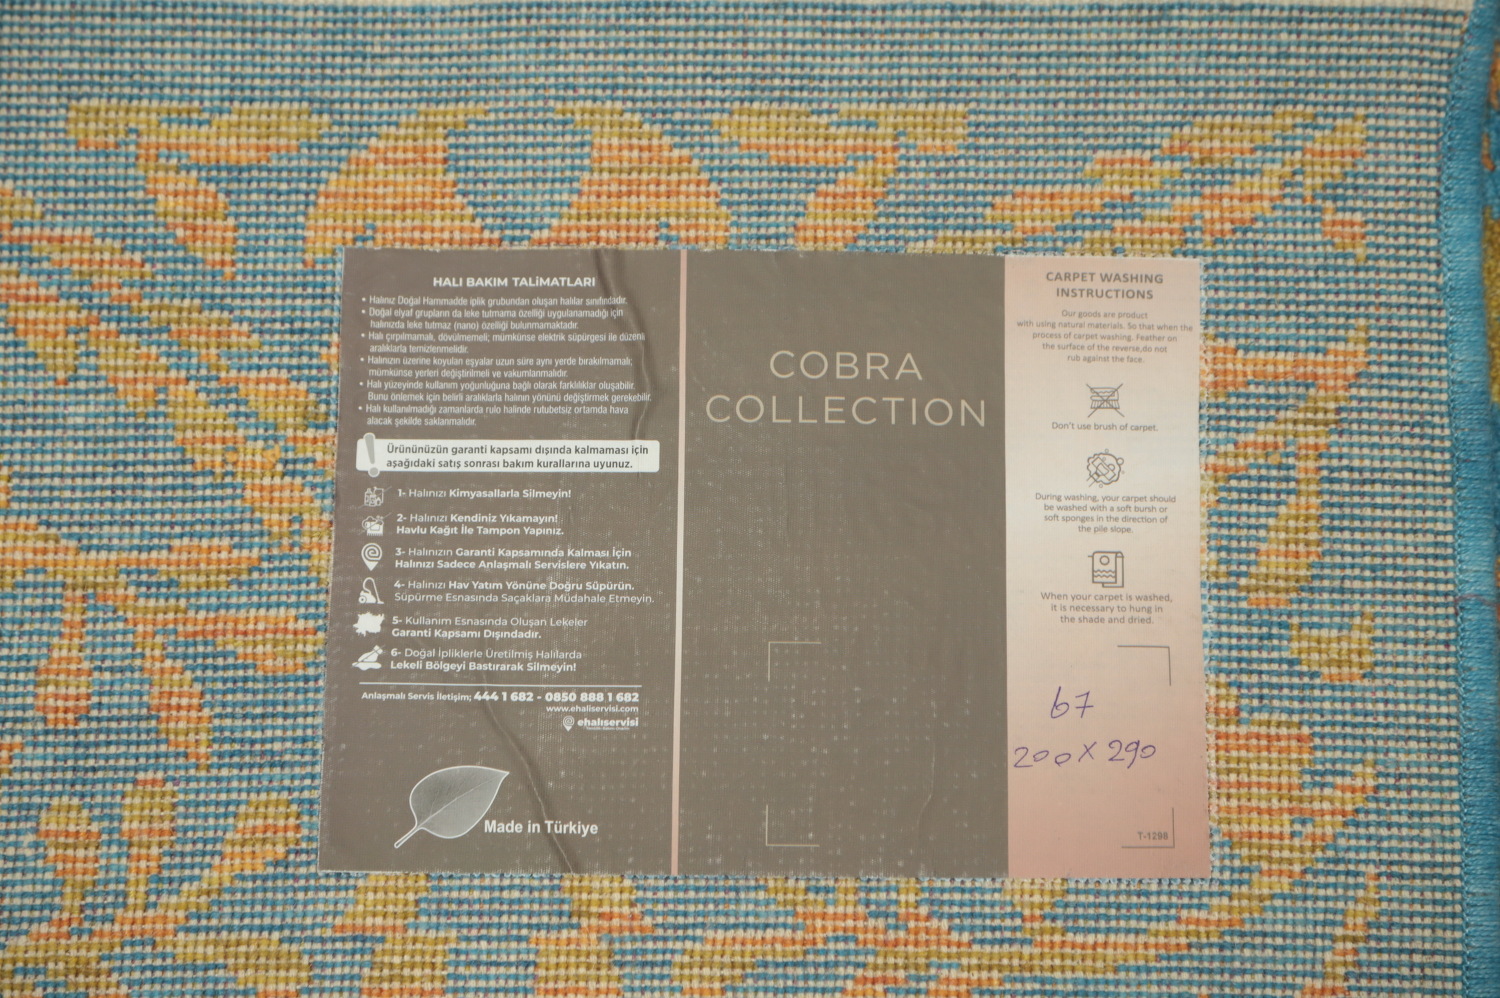 HALI BAKIM TALİMATLARI
• Halınız Doğal Hammadde iplik grubundan oluşan halılar sınıfındadır.
• Doğal elyaf grupların da leke tutmama özelliği uygulanamadığı için
halınızda leke tutmaz (nano) özelliği bulunmamaktadır.
• Halı çırpılmamalı, dövülmemeli; mümkünse elektrik süpürgesi ile düzenli
aralıklarla temizlenmelidir.
• Halınızın üzerine koyulan eşyalar uzun süre aynı yerde bırakılmamalı;
mümkünse yerleri değiştirilmeli ve vakumlanmalıdır.
• Halı yüzeyinde kullanım yoğunluğuna bağlı olarak farklılıklar oluşabilir.
Bunu önlemek için belirli aralıklarla halının yönünü değiştirmek gerekebilir.
• Halı kullanılmadığı zamanlarda rulo halinde rutubetsiz ortamda hava
alacak şekilde saklanmalıdır.
Ürününüzün garanti kapsamı dışında kalmaması için
aşağıdaki satış sonrası bakım kurallarına uyunuz.
1- Halınızı Kimyasallarla Silmeyin!
2- Halınızı Kendiniz Yıkamayın!
Havlu Kağıt İle Tampon Yapınız.
3- Halınızın Garanti Kapsamında Kalması İçin
Halınızı Sadece Anlaşmalı Servislere Yıkatın.
4- Halınızı Hav Yatım Yönüne Doğru Süpürün.
Süpürme Esnasında Saçaklara Müdahale Etmeyin.
5- Kullanım Esnasında Oluşan Lekeler
Garanti Kapsamı Dışındadır.
6- Doğal İpliklerle Üretilmiş Halılarda
Lekeli Bölgeyi Bastırarak Silmeyin!
Anlaşmalı Servis İletişim; 444 1 682 - 0850 888 1 682
www.ehaliservisi.com
ehalıservisi
Made in Türkiye
COBRA
COLLECTION
CARPET WASHING
INSTRUCTIONS
Our goods are product
with using natural materials. So that when the
process of carpet washing. Feather on
the surface of the reverse,do not
rub against the face.
Don't use brush of carpet.
During washing, your carpet should
be washed with a soft bursh or
soft sponges in the direction of
the pile slope.
When your carpet is washed,
it is necessary to hung in
the shade and dried.
67
200 X 290
T-1298